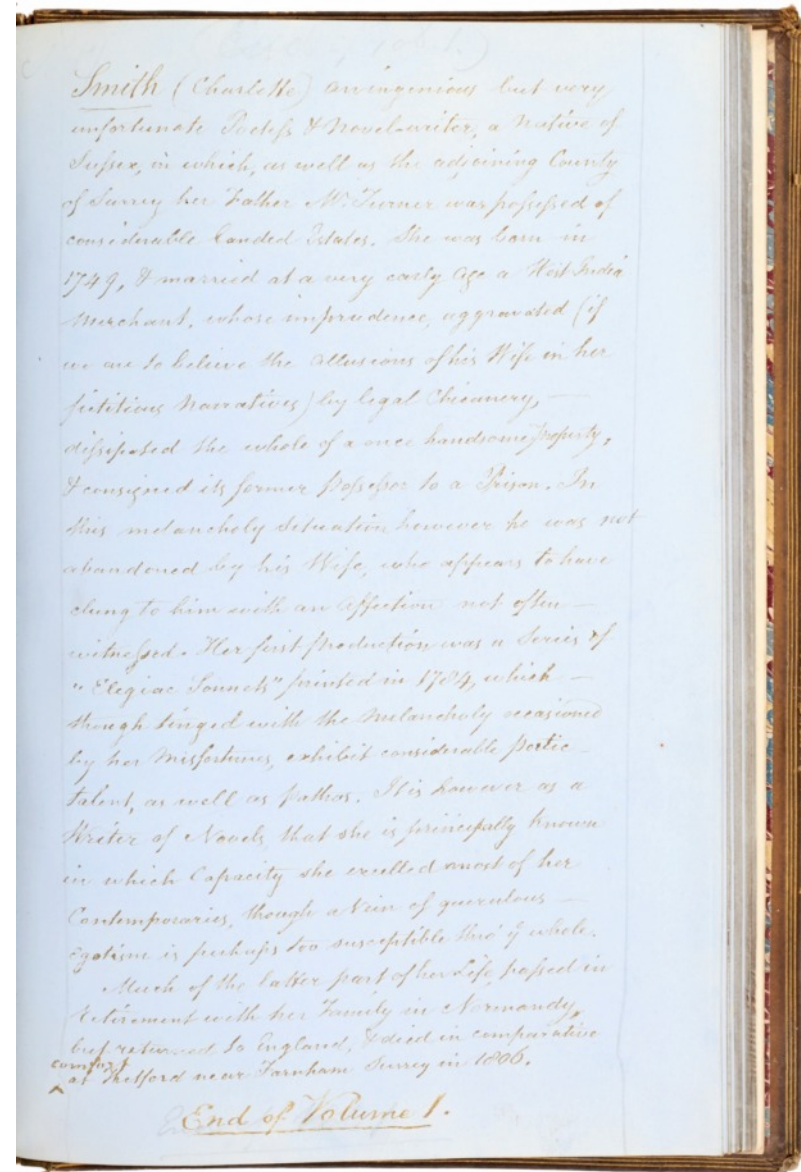 Smith (Charlotte) an ingenious but very
unfortunate Poetess & Novel-writer, a Native of
Sussex, in which, as well as the adjoining County
of Surrey her Father Mr. Turner was possessed of
considerable Landed Estates. She was born in
1749, & married at a very early Age a West India
Merchant, whose imprudence, aggravated (if
we are to believe the Allusions of his Wife in her
fictitious Narratives) by legal Chicanery, —
dissipated the whole of a once handsome Property,
& consigned its former Possessor to a Prison. In
this melancholy situation however he was not
abandoned by his Wife, who appears to have
clung to him with an Affection not often —
witnessed. Her first Production was a Series of
"Elegiac Sonnets" printed in 1784, which —
though tinged with the Melancholy occasioned
by her Misfortunes, exhibit considerable Poetic —
Talent, as well as Pathos. It is however as a
Writer of Novels, that she is principally known
in which Capacity she excelled most of her
Contemporaries, though a Vein of querulous —
Egotism is perhaps too susceptible thro' ye whole.
Much of the latter part of her Life passed in
Retirement with her Family in Normandy,
but returned to England, & died in comparative
comfort
at Thetford near Farnham Surrey in 1806.
End of Volume 1.